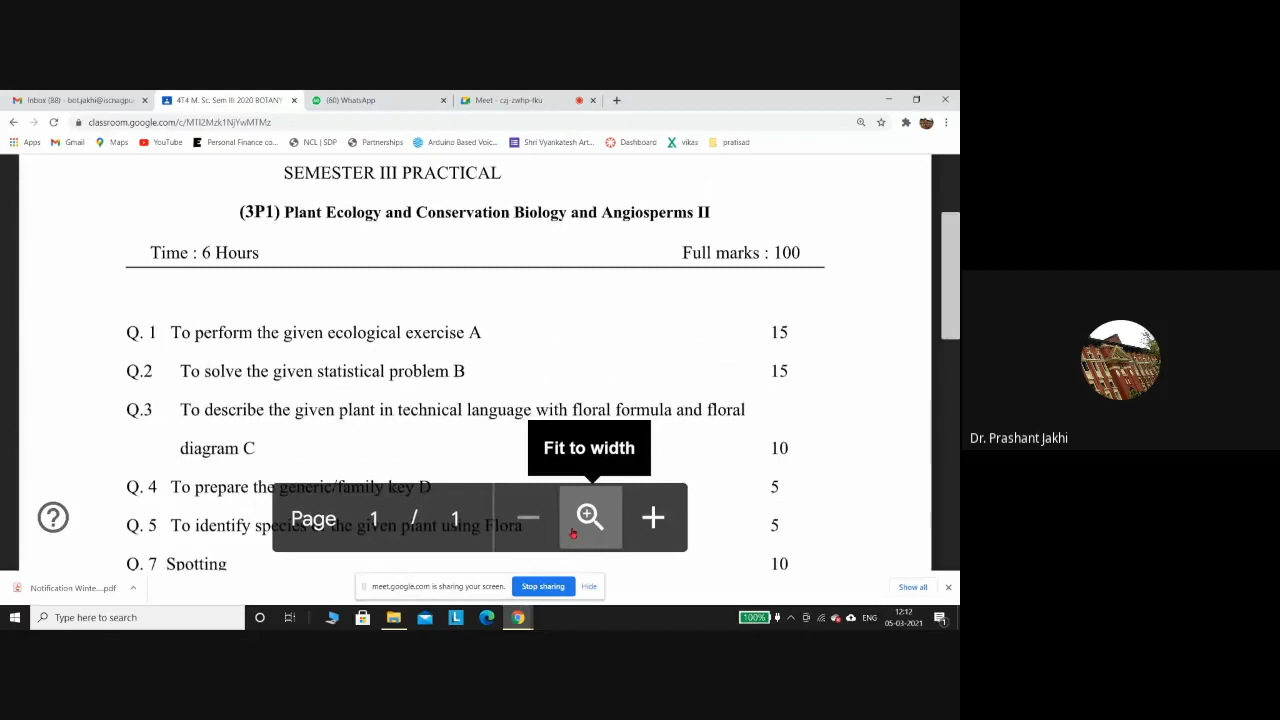 Inbox (88) - bot.jakhi@iscnagpu
4T4 M. Sc. Sem III 2020 BOTANY
(60) WhatsApp
Meet - czj-zwhp-tku
classroom.google.com/c/MTI2Mzk1NjYwMTMz
Apps
Gmail
Maps
YouTube
Personal Finance co...
NCL | SDP
Partnerships
Arduino Based Voic...
Shri Vyankatesh Art...
Dashboard
vikas
pratisad
SEMESTER III PRACTICAL
(3P1) Plant Ecology and Conservation Biology and Angiosperms II
Time : 6 Hours Full marks : 100
Q. 1 To perform the given ecological exercise A 15
Q.2 To solve the given statistical problem B 15
Q.3 To describe the given plant in technical language with floral formula and floral
diagram C 10
Fit to width
Q. 4 To prepare the generic/family key D 5
Page 1 / 1
Q. 5 To identify species of the given plant using Flora 5
Q. 7 Spotting 10
Dr. Prashant Jakhi
Notification Winte....pdf
meet.google.com is sharing your screen.
Stop sharing
Hide
Show all
Type here to search
100%
ENG
12:12
05-03-2021